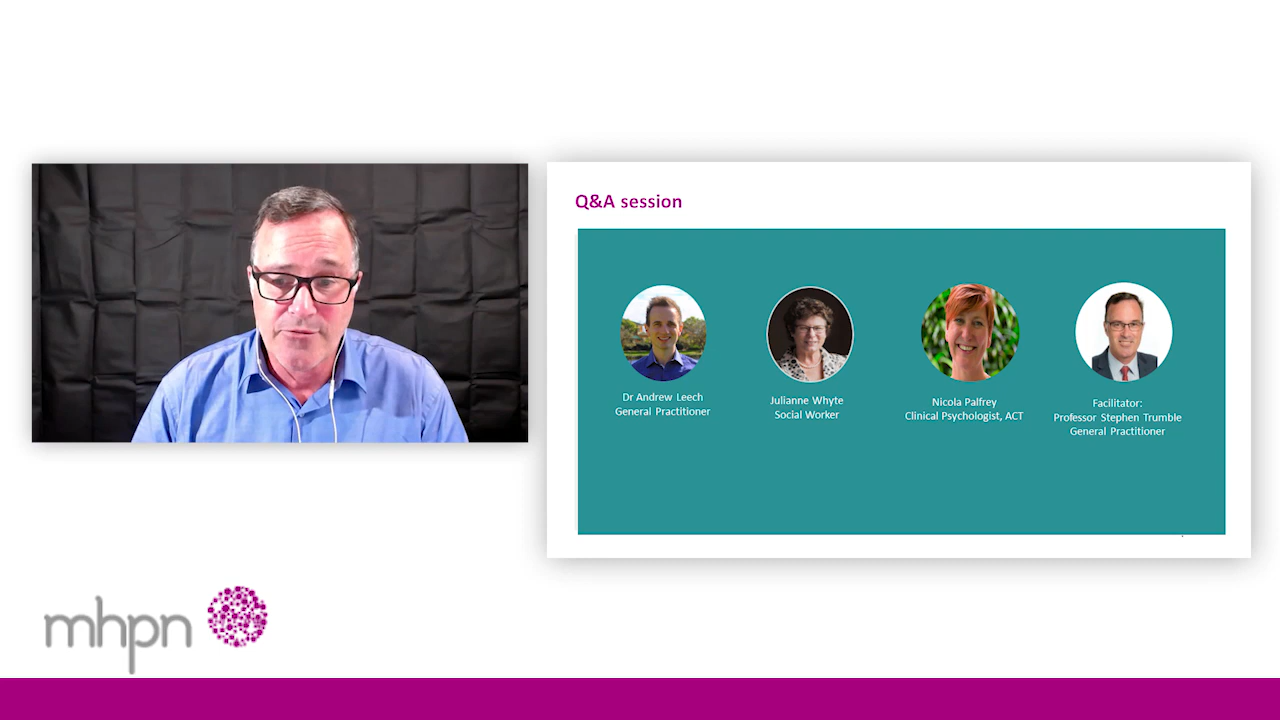 Q&A session
Dr Andrew Leech
General Practitioner
Julianne Whyte
Social Worker
Nicola Palfrey
Clinical Psychologist, ACT
Facilitator:
Professor Stephen Trumble
General Practitioner
mhpn